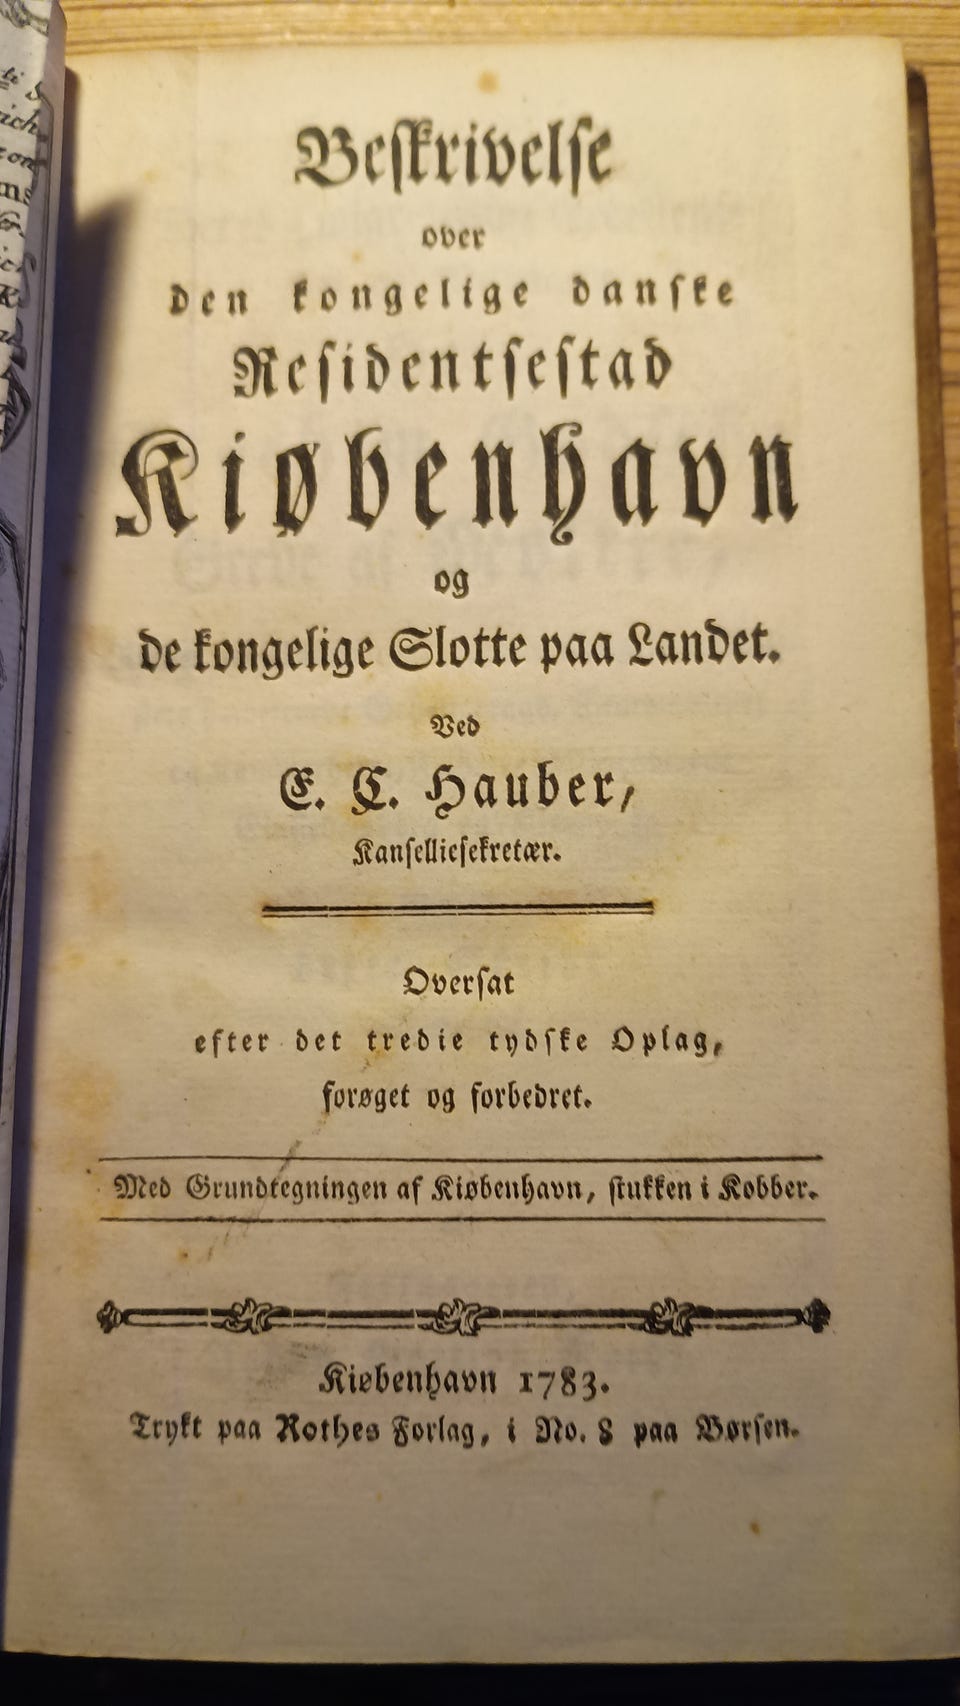 Beskrivelse
over
den kongelige danske
Residentsestad
Kiøbenhavn
og
de kongelige Slotte paa Landet.
Ved
E. C. Hauber,
Kanselliesekretær.
Oversat
efter det tredie tydske Oplag,
forøget og forbedret.
Med Grundtegningen af Kiøbenhavn, stukken i Kobber.
Kiøbenhavn 1783.
Trykt paa Rothes Forlag, i No. 8 paa Børsen.